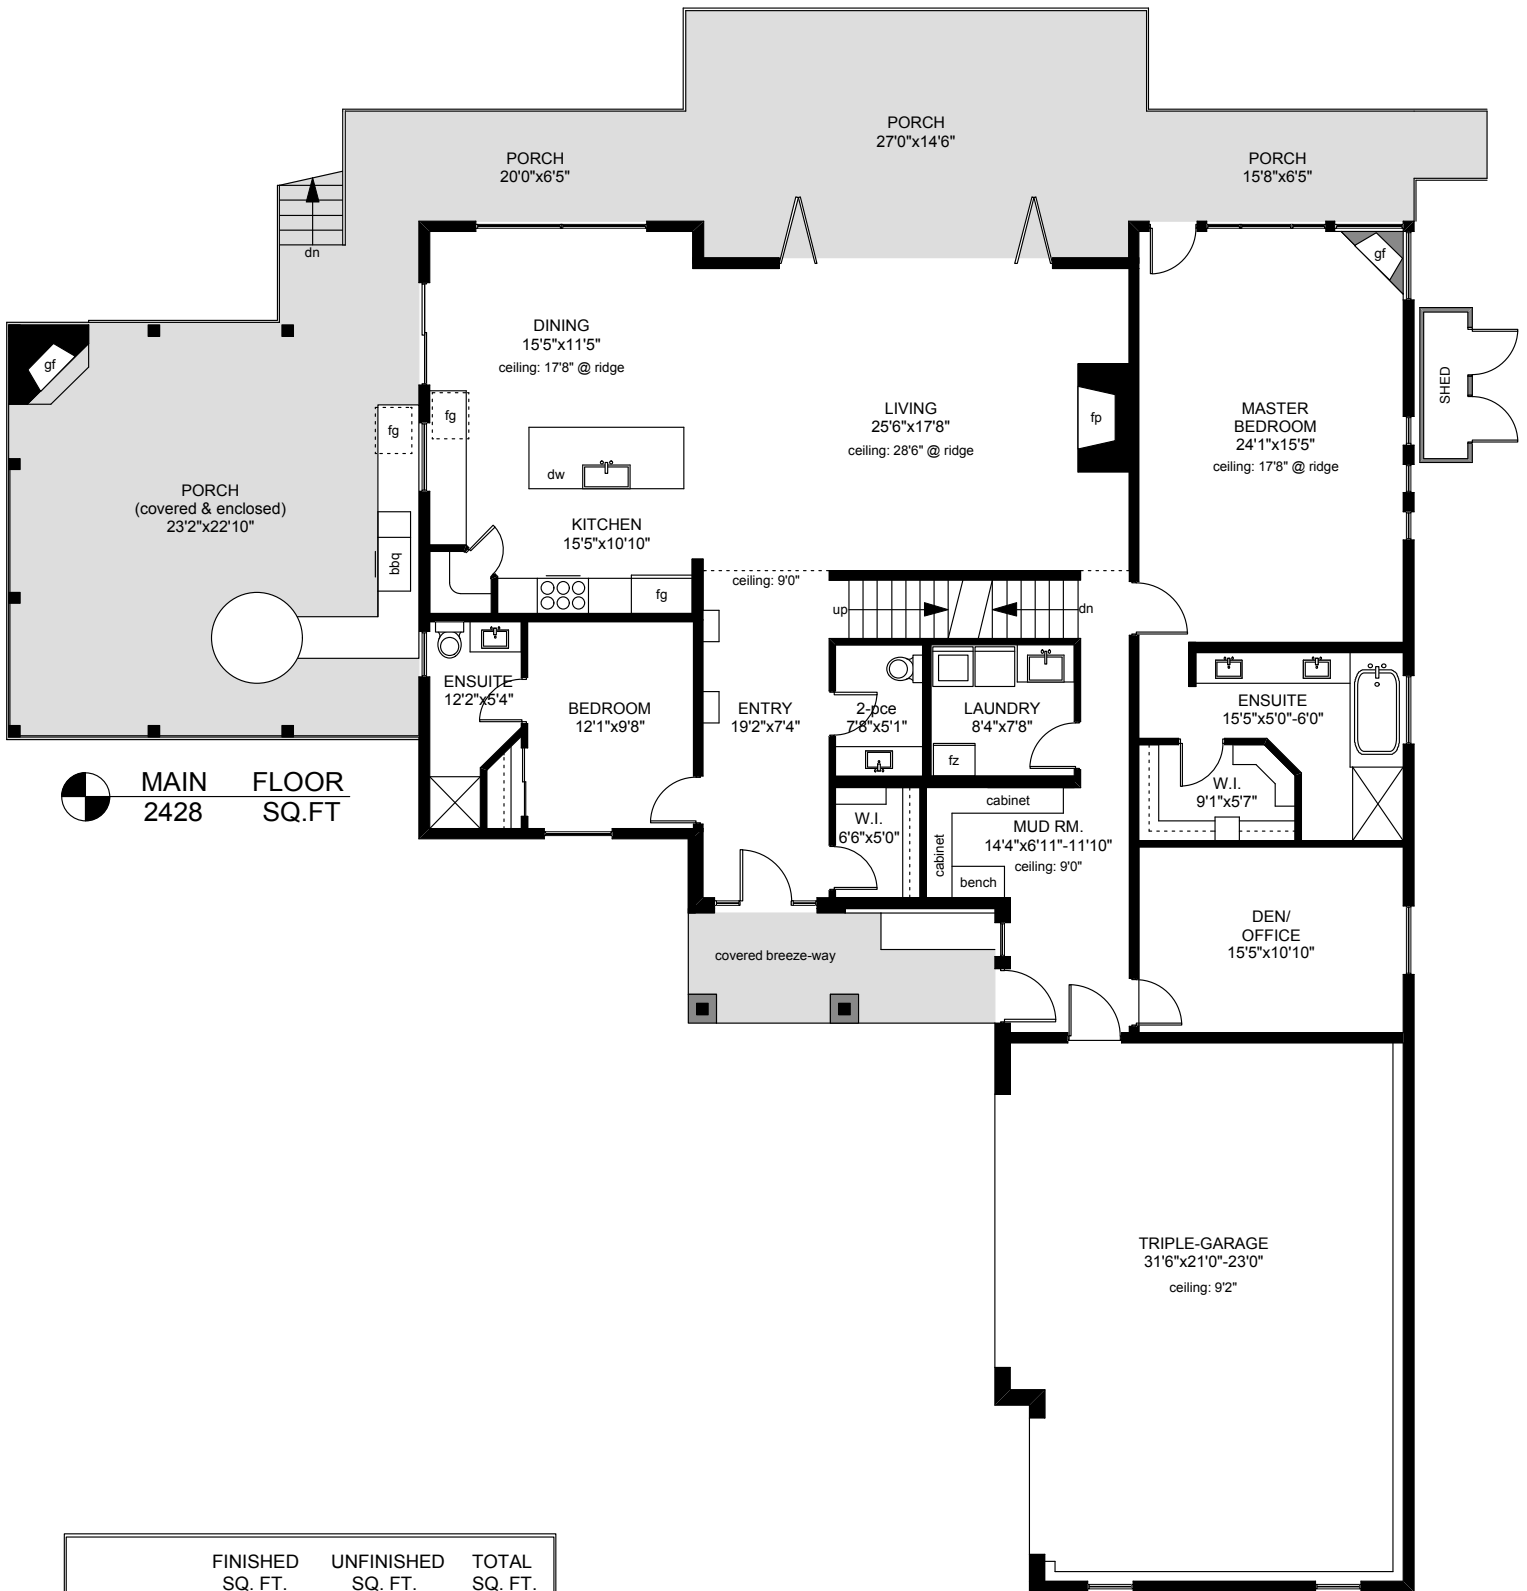 PORCH
27'0"x14'6"
PORCH
20'0"x6'5"
PORCH
15'8"x6'5"
dn
gf
DINING
15'5"x11'5"
ceiling: 17'8" @ ridge
gf
SHED
fg
fg
LIVING
25'6"x17'8"
ceiling: 28'6" @ ridge
fp
MASTER
BEDROOM
24'1"x15'5"
ceiling: 17'8" @ ridge
dw
PORCH
(covered & enclosed)
23'2"x22'10"
KITCHEN
15'5"x10'10"
bbq
ceiling: 9'0"
fg
up
dn
ENSUITE
12'2"x5'4"
BEDROOM
12'1"x9'8"
ENTRY
19'2"x7'4"
2-pce
7'8"x5'1"
LAUNDRY
8'4"x7'8"
fz
ENSUITE
15'5"x5'0"-6'0"
W.I.
9'1"x5'7"
MAIN FLOOR
2428 SQ.FT
W.I.
6'6"x5'0"
cabinet
cabinet
MUD RM.
14'4"x6'11"-11'10"
ceiling: 9'0"
bench
DEN/
OFFICE
15'5"x10'10"
covered breeze-way
TRIPLE-GARAGE
31'6"x21'0"-23'0"
ceiling: 9'2"
FINISHED UNFINISHED TOTAL
SQ. FT. SQ. FT. SQ. FT.